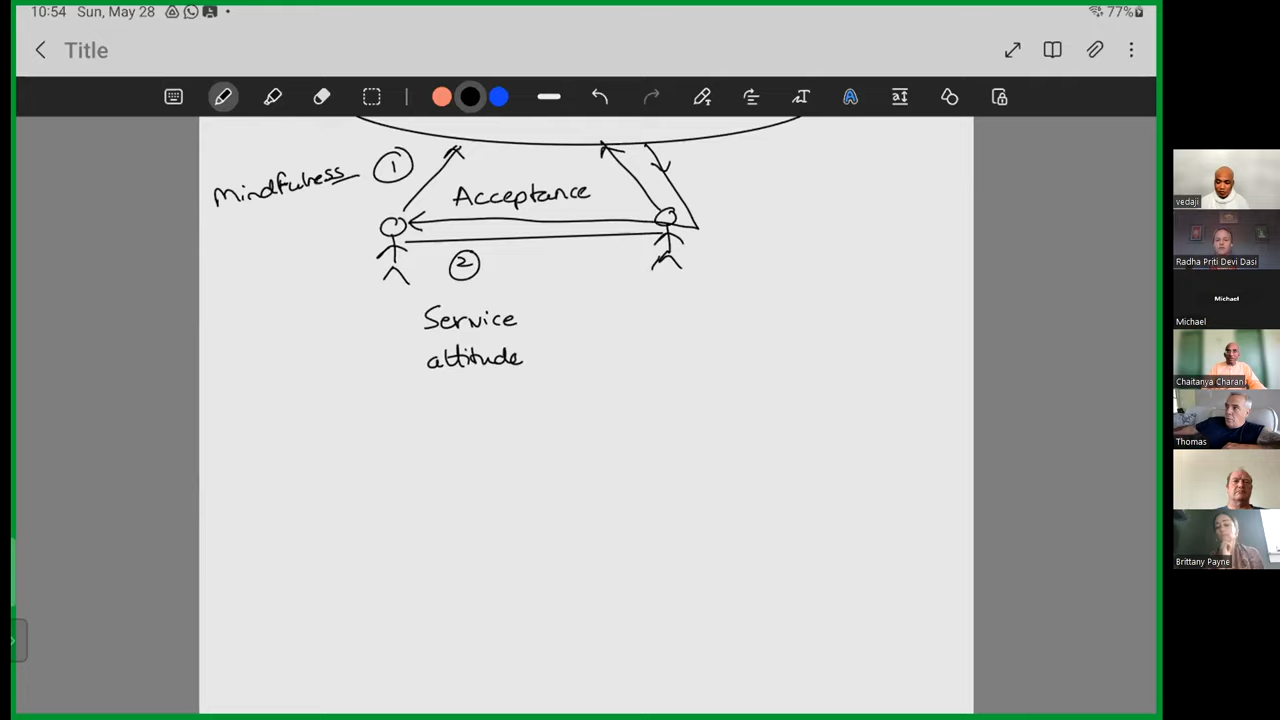 10:54 Sun, May 28
77%
Title
Mindfulness
1
Acceptance
2
Service
attitude
vedaji
Radha Priti Devi Dasi
Michael
Michael
Chaitanya Charan
Thomas
Brittany Payne